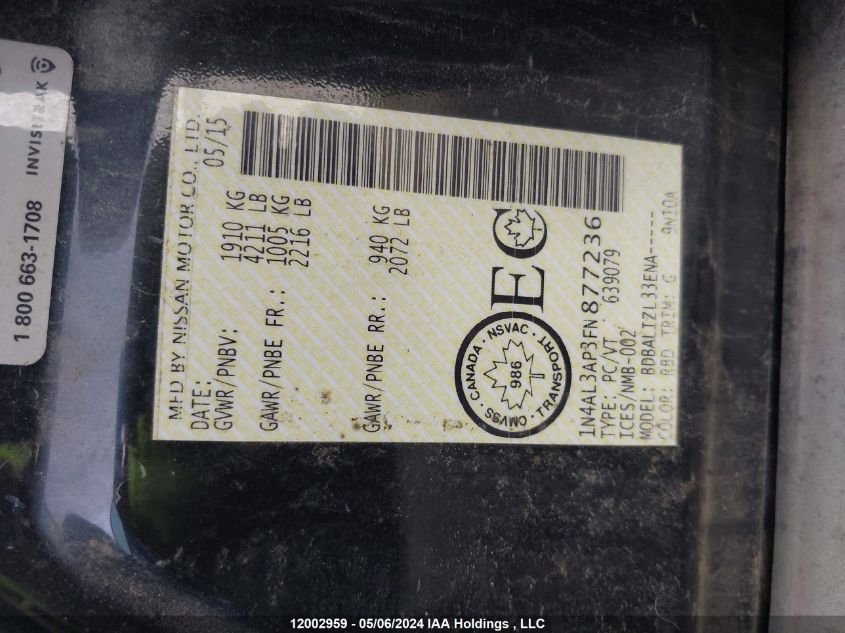 1 800 663-1708
INVISITRAK
MFD BY NISSAN MOTOR CO., LTD.
DATE: 05/15
GVWR/PNBV: 1910 KG
4211 LB
GAWR/PNBE FR.: 1005 KG
2216 LB
GAWR/PNBE RR.: 940 KG
2072 LB
CANADA · NSVAC · TRANSPORT · CMVSS
986
EC
1N4AL3AP3FN877236
TYPE: PC/VT 639079
ICES/NMB-002
MODEL: BDBALTZL33ENA-----
COLOR: RBD TRIM: G 9N10A
12002959 - 05/06/2024 IAA Holdings , LLC